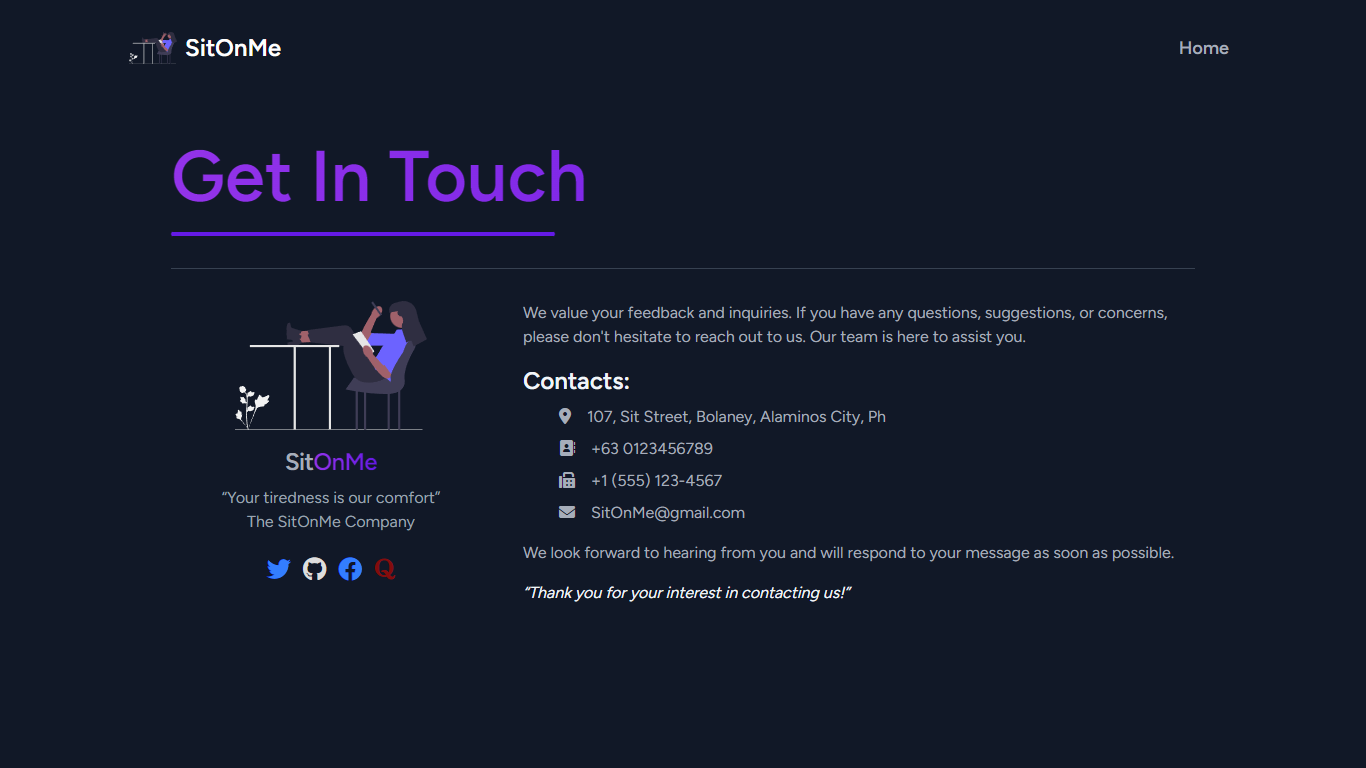 SitOnMe
Home
Get In Touch
SitOnMe
“Your tiredness is our comfort”
The SitOnMe Company
We value your feedback and inquiries. If you have any questions, suggestions, or concerns,
please don't hesitate to reach out to us. Our team is here to assist you.
Contacts:
107, Sit Street, Bolaney, Alaminos City, Ph
+63 0123456789
+1 (555) 123-4567
SitOnMe@gmail.com
We look forward to hearing from you and will respond to your message as soon as possible.
“Thank you for your interest in contacting us!”